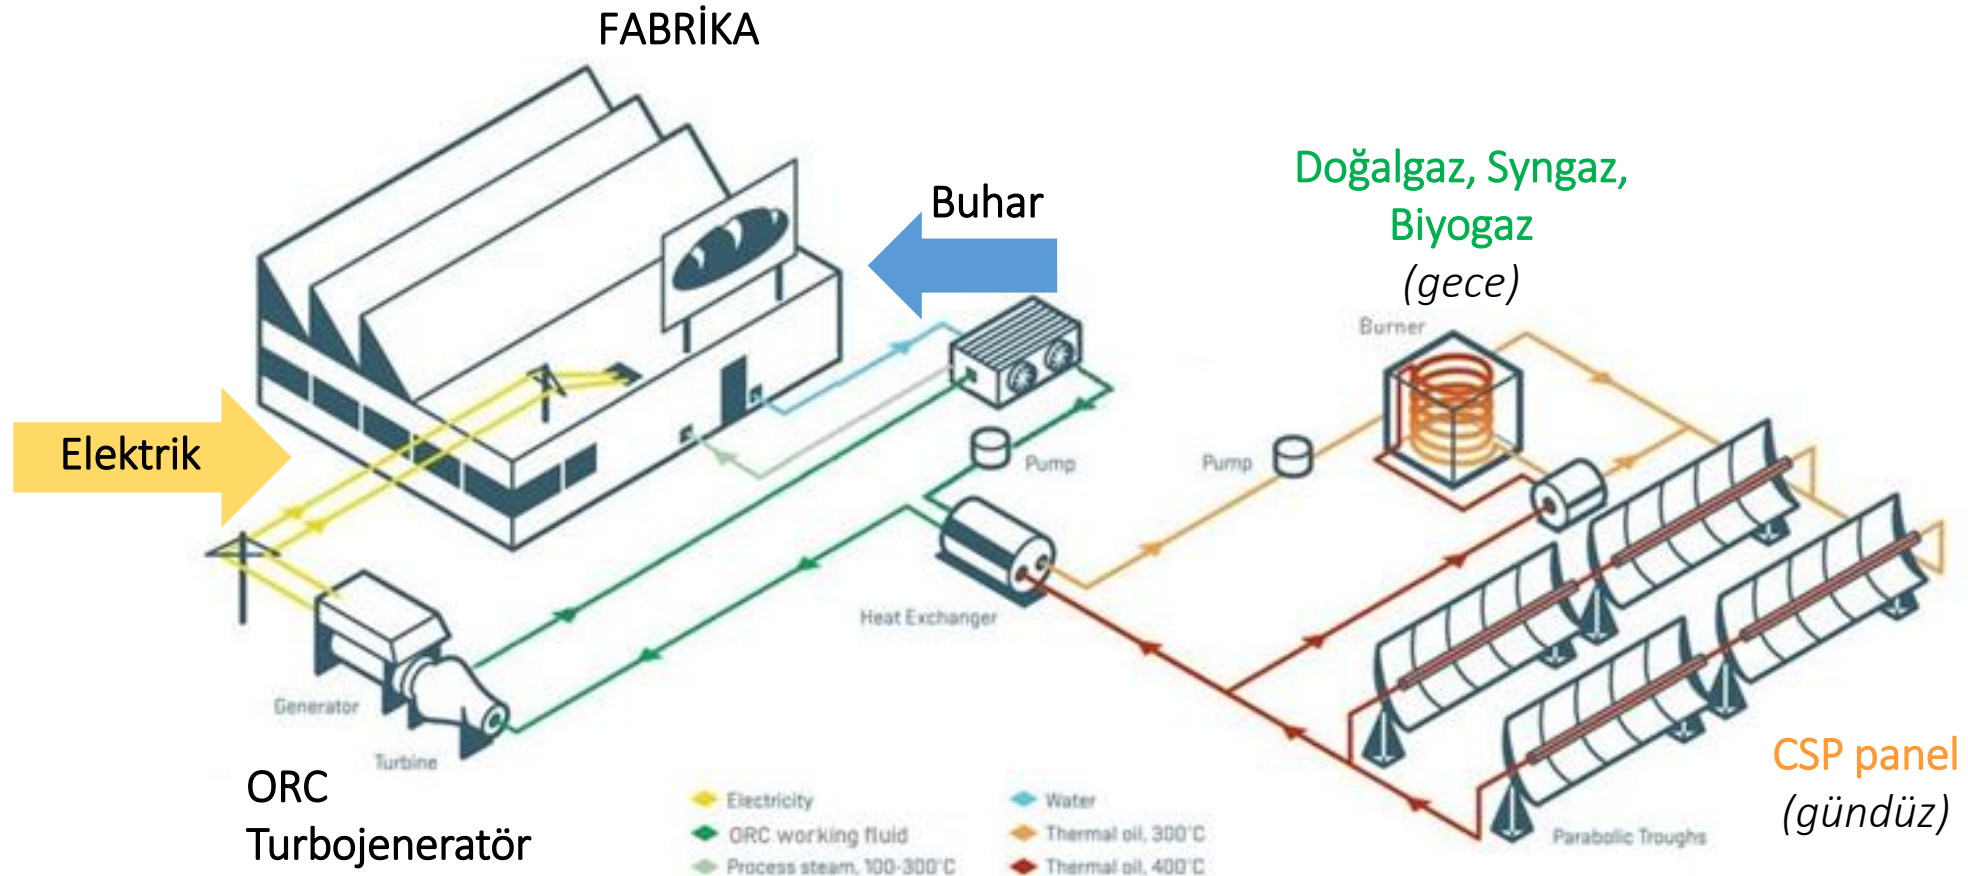 FABRİKA
Doğalgaz, Syngaz,
Biyogaz
(gece)
Buhar
Burner
Elektrik
Pump
Pump
Heat Exchanger
Generator
Turbine
ORC
Turbojeneratör
CSP panel
(gündüz)
Parabolic Troughs
Electricity
ORC working fluid
Process steam, 100-300°C
Water
Thermal oil, 300°C
Thermal oil, 400°C